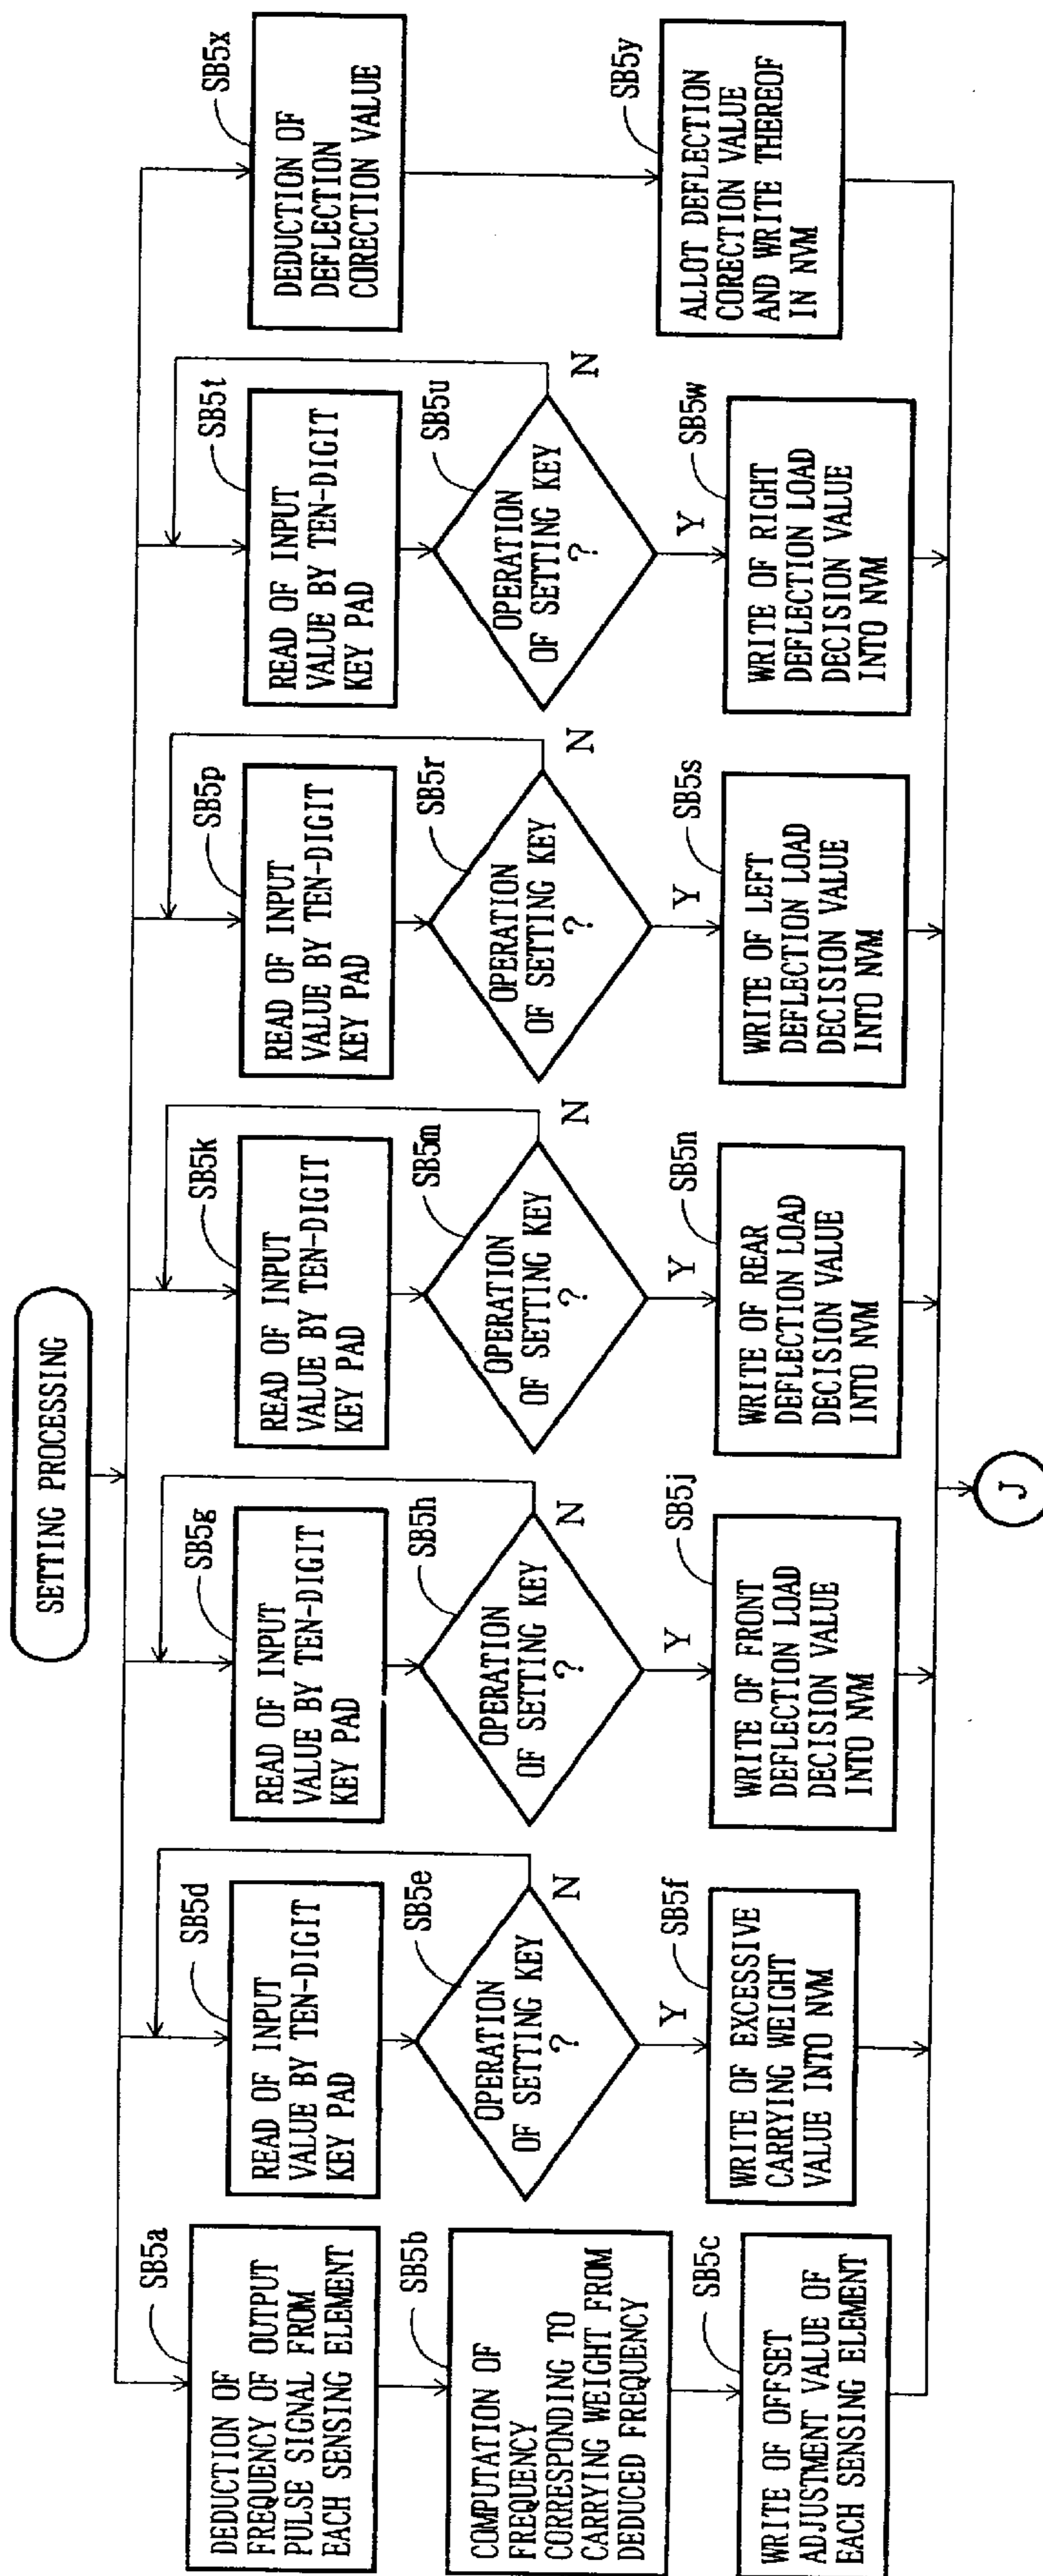 SETTING PROCESSING
SB5a
DEDUCTION OF
FREQUENCY OF OUTPUT
PULSE SIGNAL FROM
EACH SENSING ELEMENT
SB5b
COMPUTATION OF
FREQUENCY
CORRESPONDING TO
CARRYING WEIGHT FROM
DEDUCED FREQUENCY
SB5c
WRITE OF OFFSET
ADJUSTMENT VALUE OF
EACH SENSING ELEMENT
SB5d
READ OF INPUT
VALUE BY TEN-DIGIT
KEY PAD
SB5e
OPERATION
OF SETTING KEY
?
N
Y
SB5f
WRITE OF EXCESSIVE
CARRYING WEIGHT
VALUE INTO NVM
SB5g
READ OF INPUT
VALUE BY TEN-DIGIT
KEY PAD
SB5h
OPERATION
OF SETTING KEY
?
N
Y
SB5j
WRITE OF FRONT
DEFLECTION LOAD
DECISION VALUE
INTO NVM
SB5k
READ OF INPUT
VALUE BY TEN-DIGIT
KEY PAD
SB5m
OPERATION
OF SETTING KEY
?
N
Y
SB5n
WRITE OF REAR
DEFLECTION LOAD
DECISION VALUE
INTO NVM
SB5p
READ OF INPUT
VALUE BY TEN-DIGIT
KEY PAD
SB5r
OPERATION
OF SETTING KEY
?
N
Y
SB5s
WRITE OF LEFT
DEFLECTION LOAD
DECISION VALUE
INTO NVM
SB5t
READ OF INPUT
VALUE BY TEN-DIGIT
KEY PAD
SB5u
OPERATION
OF SETTING KEY
?
N
Y
SB5w
WRITE OF RIGHT
DEFLECTION LOAD
DECISION VALUE
INTO NVM
SB5x
DEDUCTION OF
DEFLECTION
CORECTION VALUE
SB5y
ALLOT DEFLECTION
CORECTION VALUE
AND WRITE THEREOF
IN NVM
J